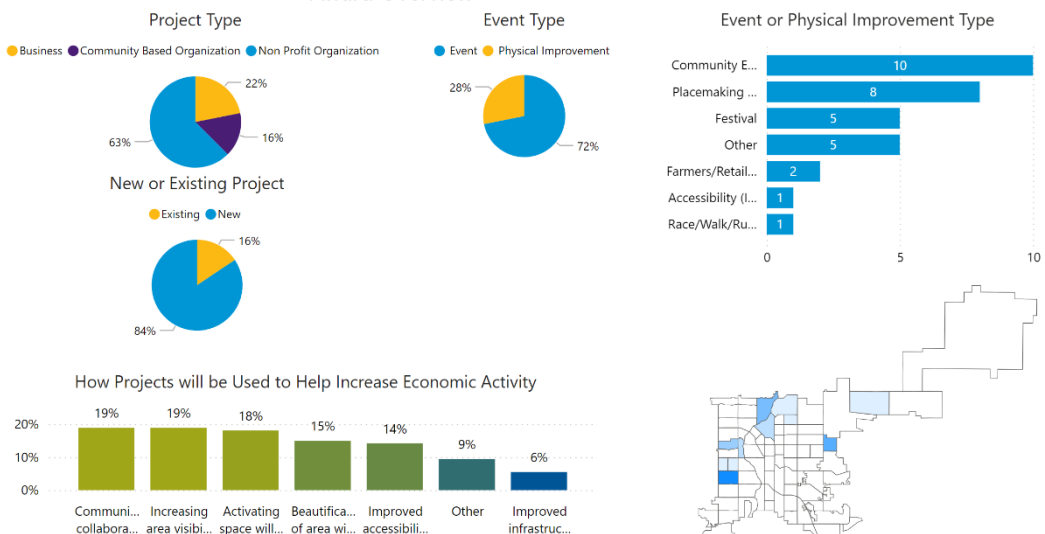 Project Type
Business Community Based Organization Non Profit Organization
22%
16%
63%
New or Existing Project
Existing New
16%
84%
Event Type
Event Physical Improvement
28%
72%
Event or Physical Improvement Type
Community E... 10
Placemaking ... 8
Festival 5
Other 5
Farmers/Retail... 2
Accessibility (I... 1
Race/Walk/Ru... 1
0 5 10
How Projects will be Used to Help Increase Economic Activity
19% 19% 18% 15% 14% 9% 6%
20%
10%
0%
Communi... Increasing Activating Beautifica... Improved Other Improved
collabora... area visibi... space will... of area wi... accessibili... infrastruc...